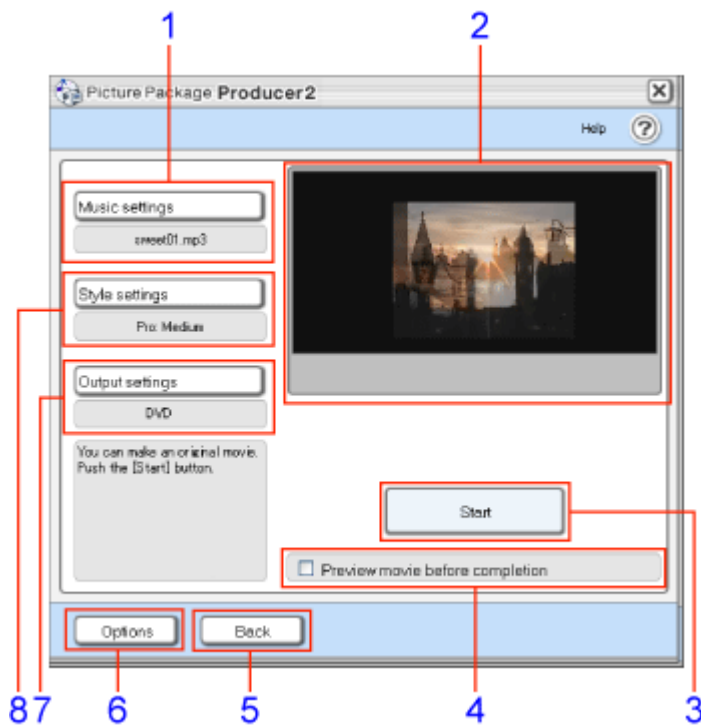 1 2
Picture Package Producer2
Help ?
Music settings
sweet01.mp3
Style settings
Pro: Medium
Output settings
DVD
You can make an original movie.
Push the [Start] button.
Start
Preview movie before completion
Options Back
8 7 6 5 4 3